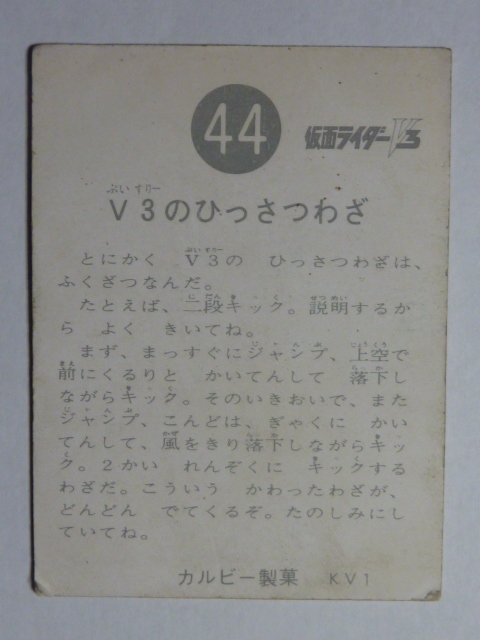 44
仮面ライダーV3
V3のひっさつわざ
とにかく V3の ひっさつわざは、
ふくざつなんだ。
たとえば、二段キック。説明するか
ら よく きいてね。
まず、まっすぐにジャンプ、上空で
前にくるりと かいてんして 落下し
ながらキック。そのいきおいで、また
ジャンプ、こんどは、ぎゃくに かい
てんして、風をきり落下しながらキッ
ク。2かい れんぞくに キックする
わざだ。こういう かわったわざが、
どんどん でてくるぞ。たのしみにし
ていてね。
カルビー製菓 KV1